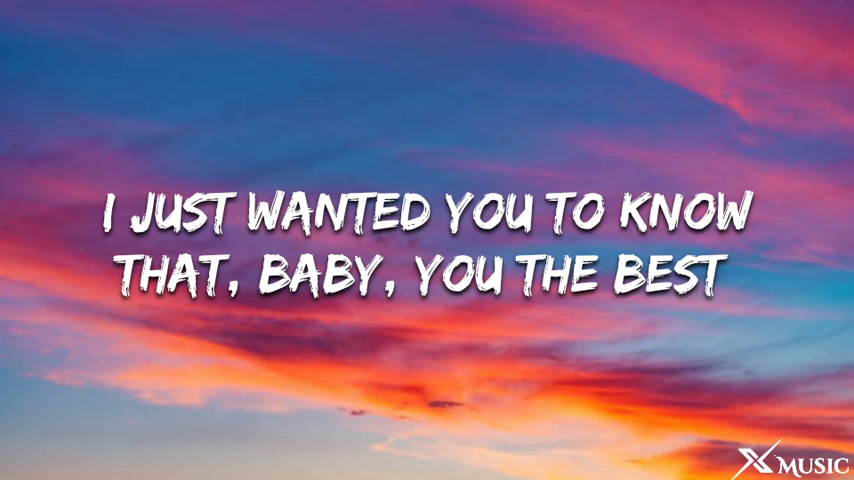 I JUST WANTED YOU TO KNOW
THAT, BABY, YOU THE BEST
X MUSIC